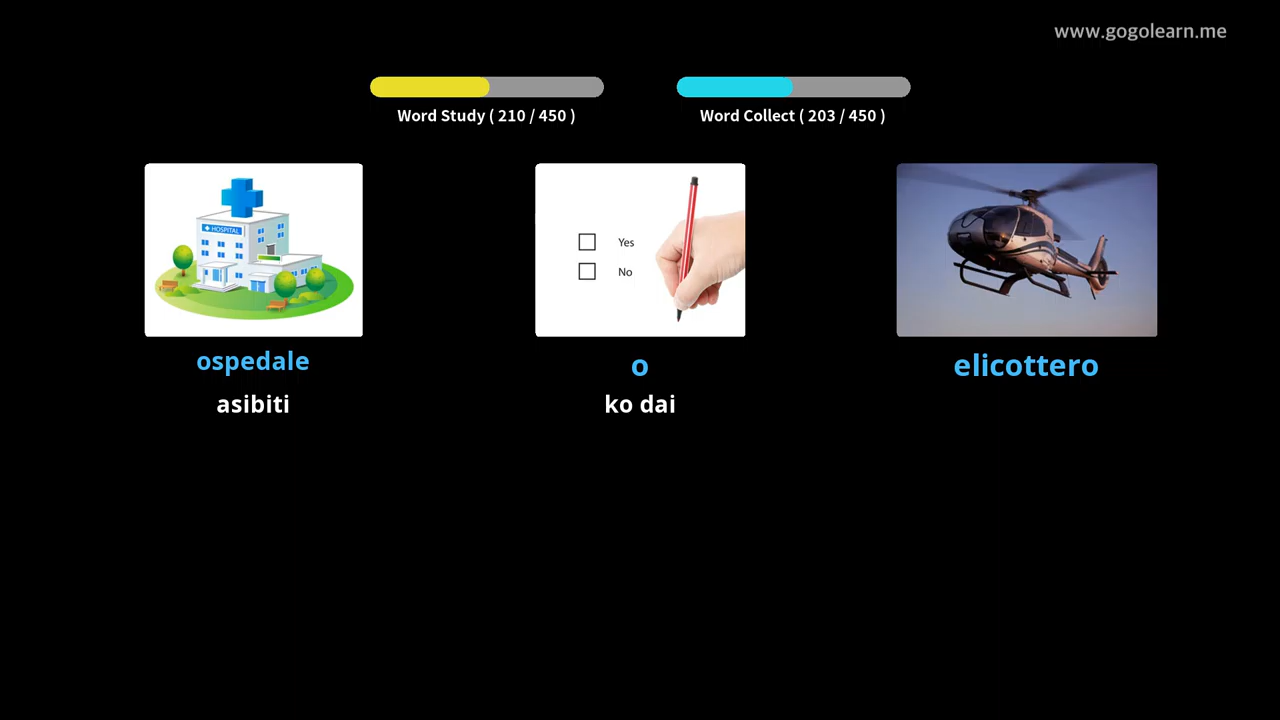 www.gogolearn.me
Word Study ( 210 / 450 )
Word Collect ( 203 / 450 )
HOSPITAL
Yes
No
ospedale
o
elicottero
asibiti
ko dai